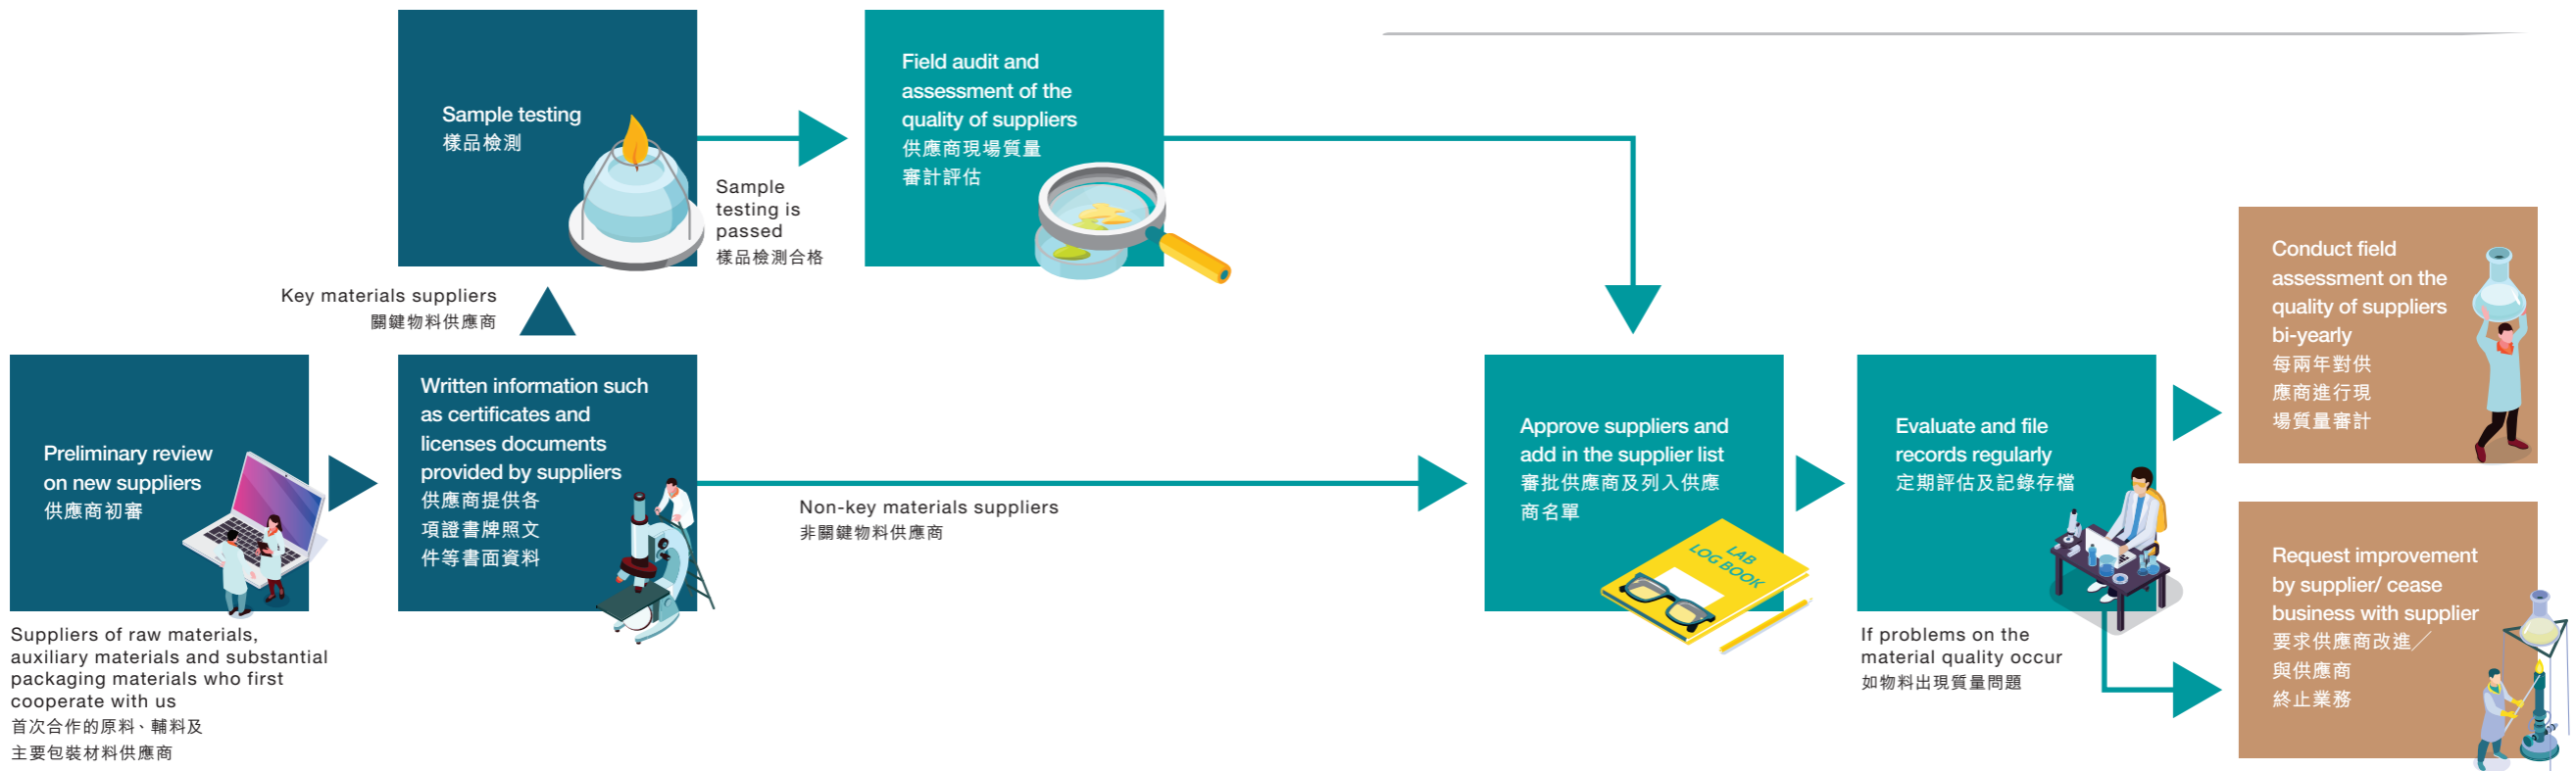 Sample testing
樣品檢測
Sample
testing is
passed
樣品檢測合格
Field audit and
assessment of the
quality of suppliers
供應商現場質量
審計評估
Key materials suppliers
關鍵物料供應商
Preliminary review
on new suppliers
供應商初審
Suppliers of raw materials,
auxiliary materials and substantial
packaging materials who first
cooperate with us
首次合作的原料、輔料及
主要包裝材料供應商
Written information such
as certificates and
licenses documents
provided by suppliers
供應商提供各
項證書牌照文
件等書面資料
Non-key materials suppliers
非關鍵物料供應商
Approve suppliers and
add in the supplier list
審批供應商及列入供應
商名單
LAB
LOG BOOK
Evaluate and file
records regularly
定期評估及記錄存檔
If problems on the
material quality occur
如物料出現質量問題
Conduct field
assessment on the
quality of suppliers
bi-yearly
每兩年對供
應商進行現
場質量審計
Request improvement
by supplier/ cease
business with supplier
要求供應商改進／
與供應商
終止業務